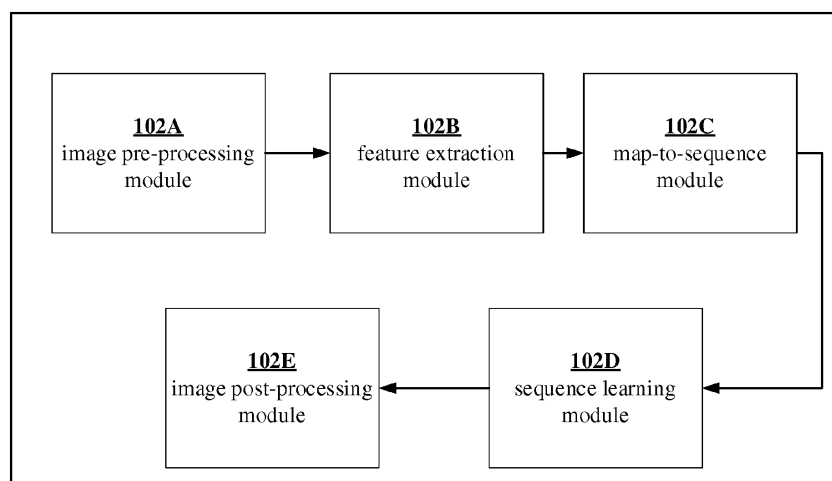 102A
image pre-processing
module
102B
feature extraction
module
102C
map-to-sequence
module
102E
image post-processing
module
102D
sequence learning
module